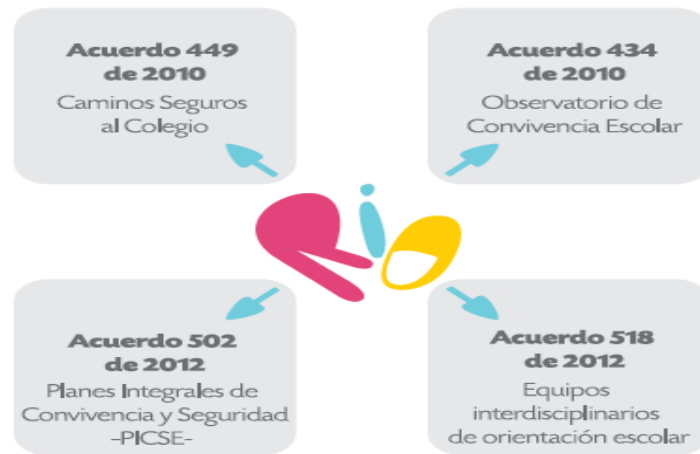 Acuerdo 449
de 2010
Caminos Seguros
al Colegio
Acuerdo 434
de 2010
Observatorio de
Convivencia Escolar
Rio
Acuerdo 502
de 2012
Planes Integrales de
Convivencia y Seguridad
-PICSE-
Acuerdo 518
de 2012
Equipos
interdisciplinarios
de orientación escolar